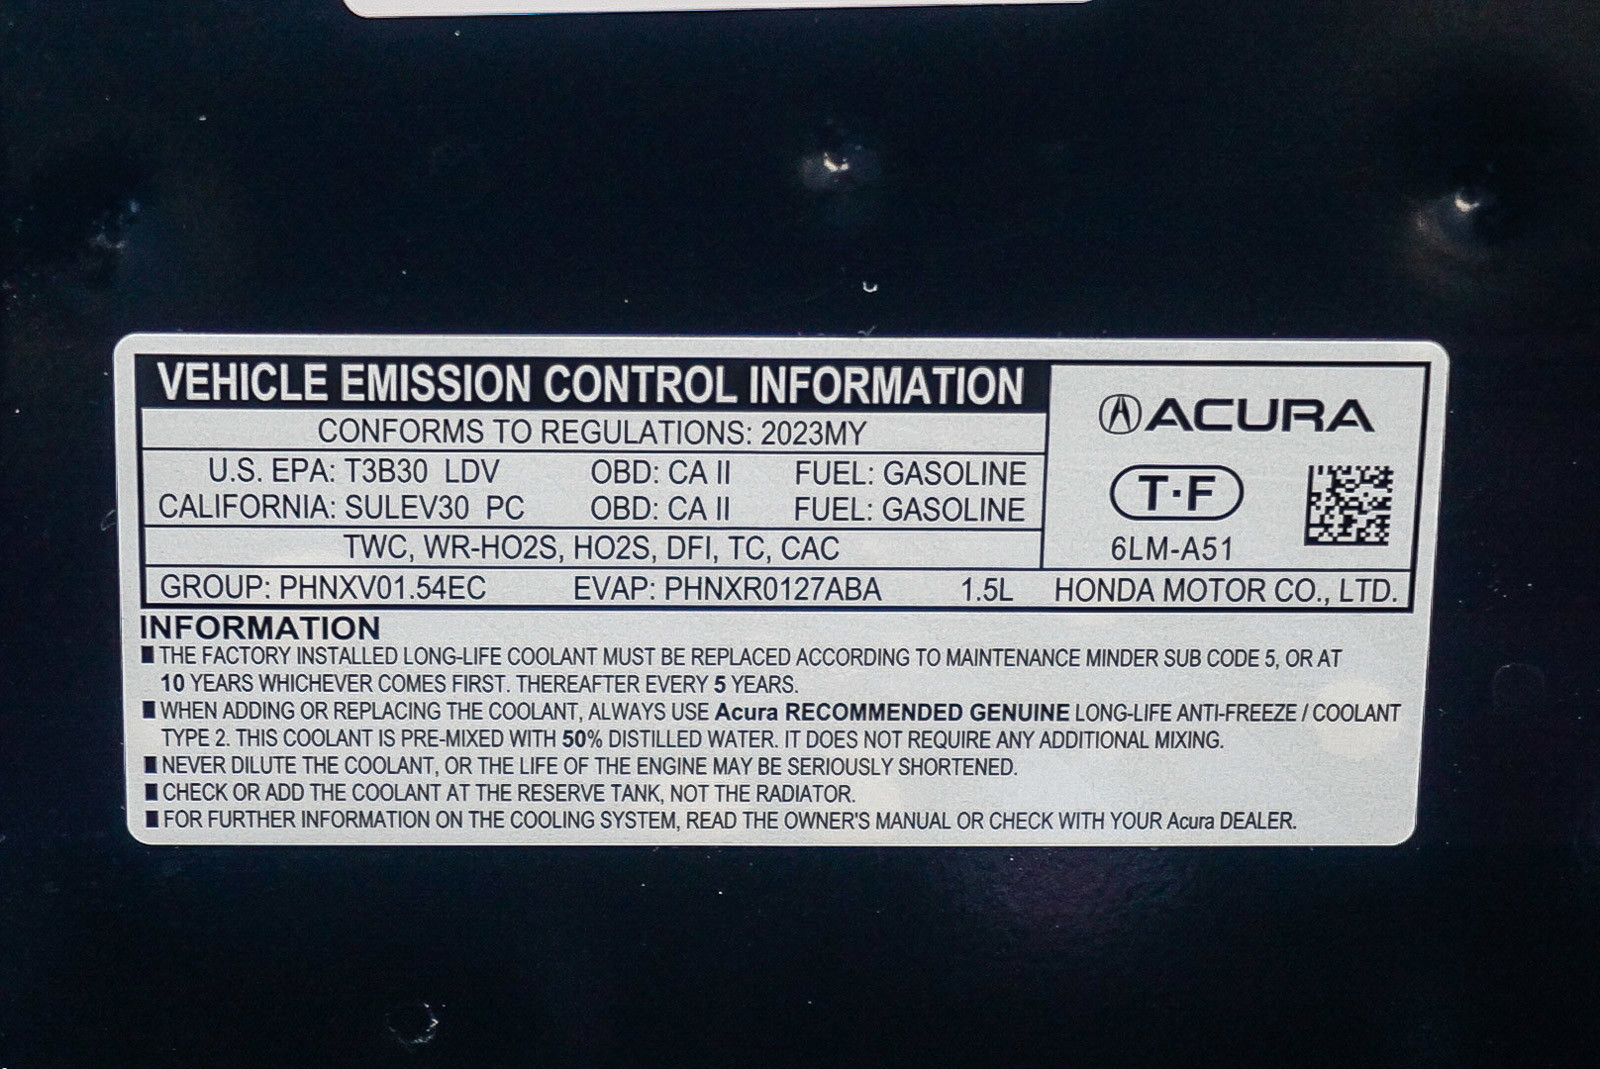 VEHICLE EMISSION CONTROL INFORMATION
CONFORMS TO REGULATIONS: 2023MY
U.S. EPA: T3B30 LDV OBD: CA II FUEL: GASOLINE
CALIFORNIA: SULEV30 PC OBD: CA II FUEL: GASOLINE
TWC, WR-HO2S, HO2S, DFI, TC, CAC
ACURA
T·F
6LM-A51
GROUP: PHNXV01.54EC EVAP: PHNXR0127ABA 1.5L HONDA MOTOR CO., LTD.
INFORMATION
THE FACTORY INSTALLED LONG-LIFE COOLANT MUST BE REPLACED ACCORDING TO MAINTENANCE MINDER SUB CODE 5, OR AT
10 YEARS WHICHEVER COMES FIRST. THEREAFTER EVERY 5 YEARS.
WHEN ADDING OR REPLACING THE COOLANT, ALWAYS USE Acura RECOMMENDED GENUINE LONG-LIFE ANTI-FREEZE / COOLANT
TYPE 2. THIS COOLANT IS PRE-MIXED WITH 50% DISTILLED WATER. IT DOES NOT REQUIRE ANY ADDITIONAL MIXING.
NEVER DILUTE THE COOLANT, OR THE LIFE OF THE ENGINE MAY BE SERIOUSLY SHORTENED.
CHECK OR ADD THE COOLANT AT THE RESERVE TANK, NOT THE RADIATOR.
FOR FURTHER INFORMATION ON THE COOLING SYSTEM, READ THE OWNER'S MANUAL OR CHECK WITH YOUR Acura DEALER.